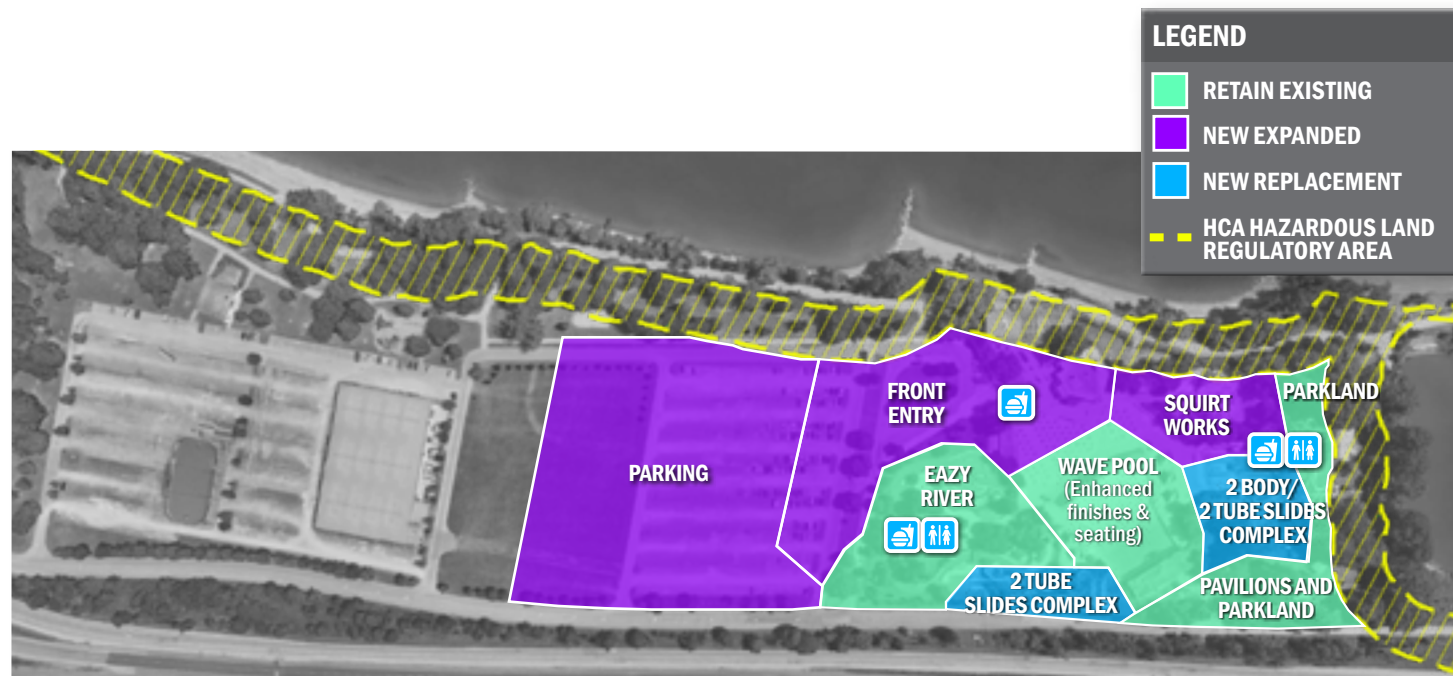 LEGEND
RETAIN EXISTING
NEW EXPANDED
NEW REPLACEMENT
HCA HAZARDOUS LAND
REGULATORY AREA
PARKING
FRONT
ENTRY
SQUIRT
WORKS
PARKLAND
EAZY
RIVER
WAVE POOL
(Enhanced
finishes &
seating)
2 BODY/
2 TUBE SLIDES
COMPLEX
2 TUBE
SLIDES COMPLEX
PAVILIONS AND
PARKLAND